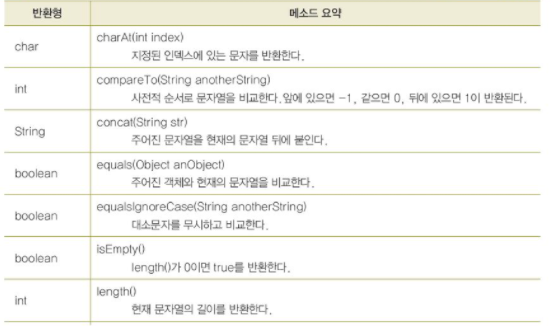 반환형 메소드 요약
char charAt(int index)
지정된 인덱스에 있는 문자를 반환한다.
int compareTo(String anotherString)
사전적 순서로 문자열을 비교한다. 앞에 있으면 -1, 같으면 0, 뒤에 있으면 1이 반환된다.
String concat(String str)
주어진 문자열을 현재의 문자열 뒤에 붙인다.
boolean equals(Object anObject)
주어진 객체와 현재의 문자열을 비교한다.
boolean equalsIgnoreCase(String anotherString)
대소문자를 무시하고 비교한다.
boolean isEmpty()
length()가 0이면 true를 반환한다.
int length()
현재 문자열의 길이를 반환한다.